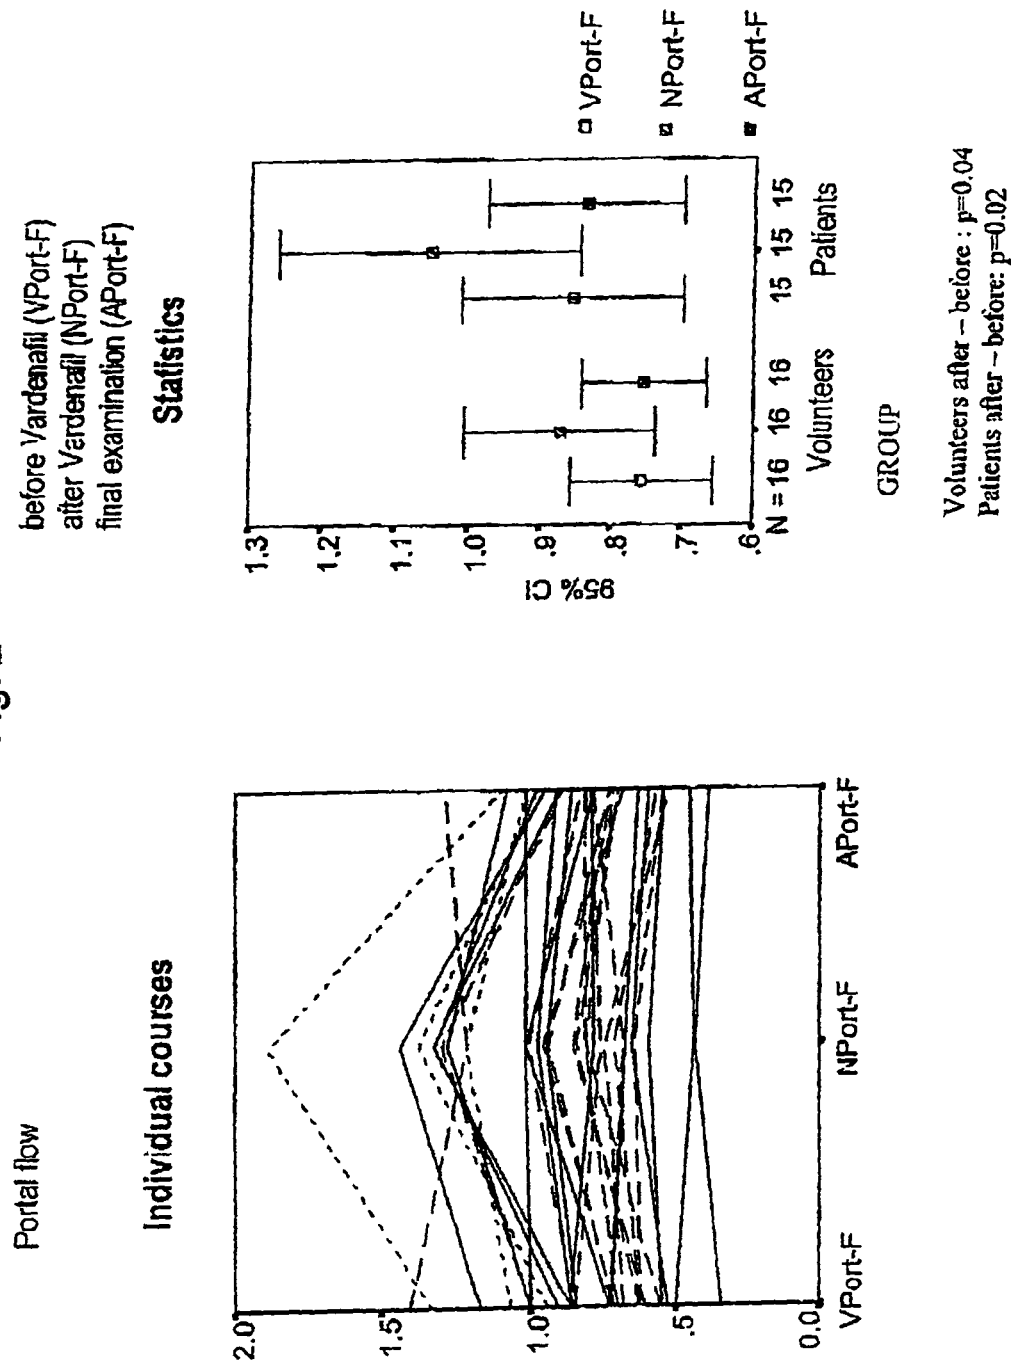 Portal flow
before Vardenafil (VPort-F)
after Vardenafil (NPort-F)
final examination (APort-F)
Individual courses
2.0
1.5
1.0
.5
0.0
VPort-F
NPort-F
APort-F
Statistics
95% CI
1.3
1.2
1.1
1.0
.9
.8
.7
.6
N = 16 16 16 15 15 15
Volunteers Patients
GROUP
VPort-F
NPort-F
APort-F
Volunteers after – before : p=0.04
Patients after – before: p=0.02